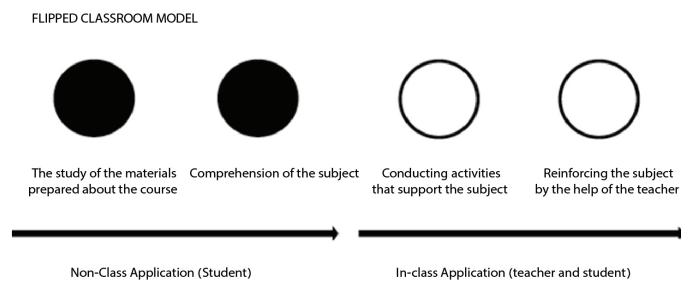 FLIPPED CLASSROOM MODEL
The study of the materials
prepared about the course
Comprehension of the subject
Conducting activities
that support the subject
Reinforcing the subject
by the help of the teacher
Non-Class Application (Student)
In-class Application (teacher and student)